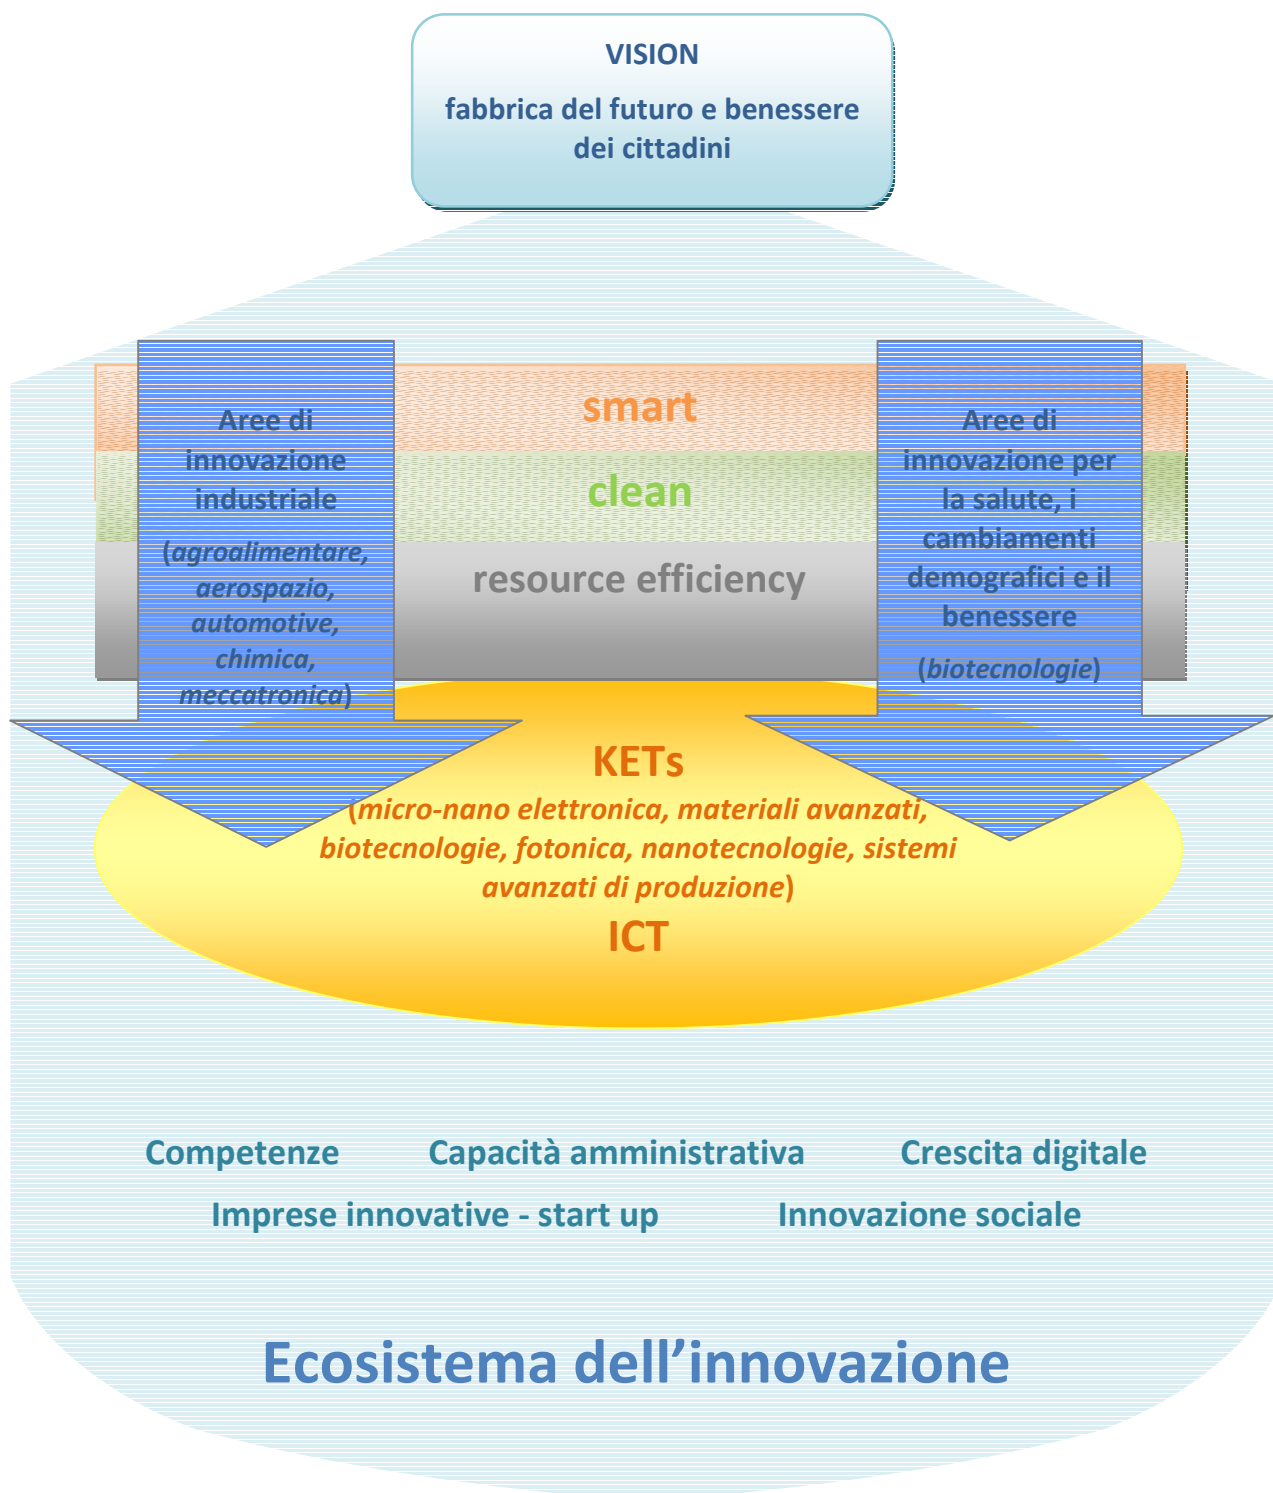 VISION
fabbrica del futuro e benessere
dei cittadini
smart
clean
resource efficiency
Aree di
innovazione
industriale
(agroalimentare,
aerospazio,
automotive,
chimica,
meccatronica)
Aree di
innovazione per
la salute, i
cambiamenti
demografici e il
benessere
(biotecnologie)
KETs
(micro-nano elettronica, materiali avanzati,
biotecnologie, fotonica, nanotecnologie, sistemi
avanzati di produzione)
ICT
Competenze Capacità amministrativa Crescita digitale
Imprese innovative - start up Innovazione sociale
Ecosistema dell’innovazione